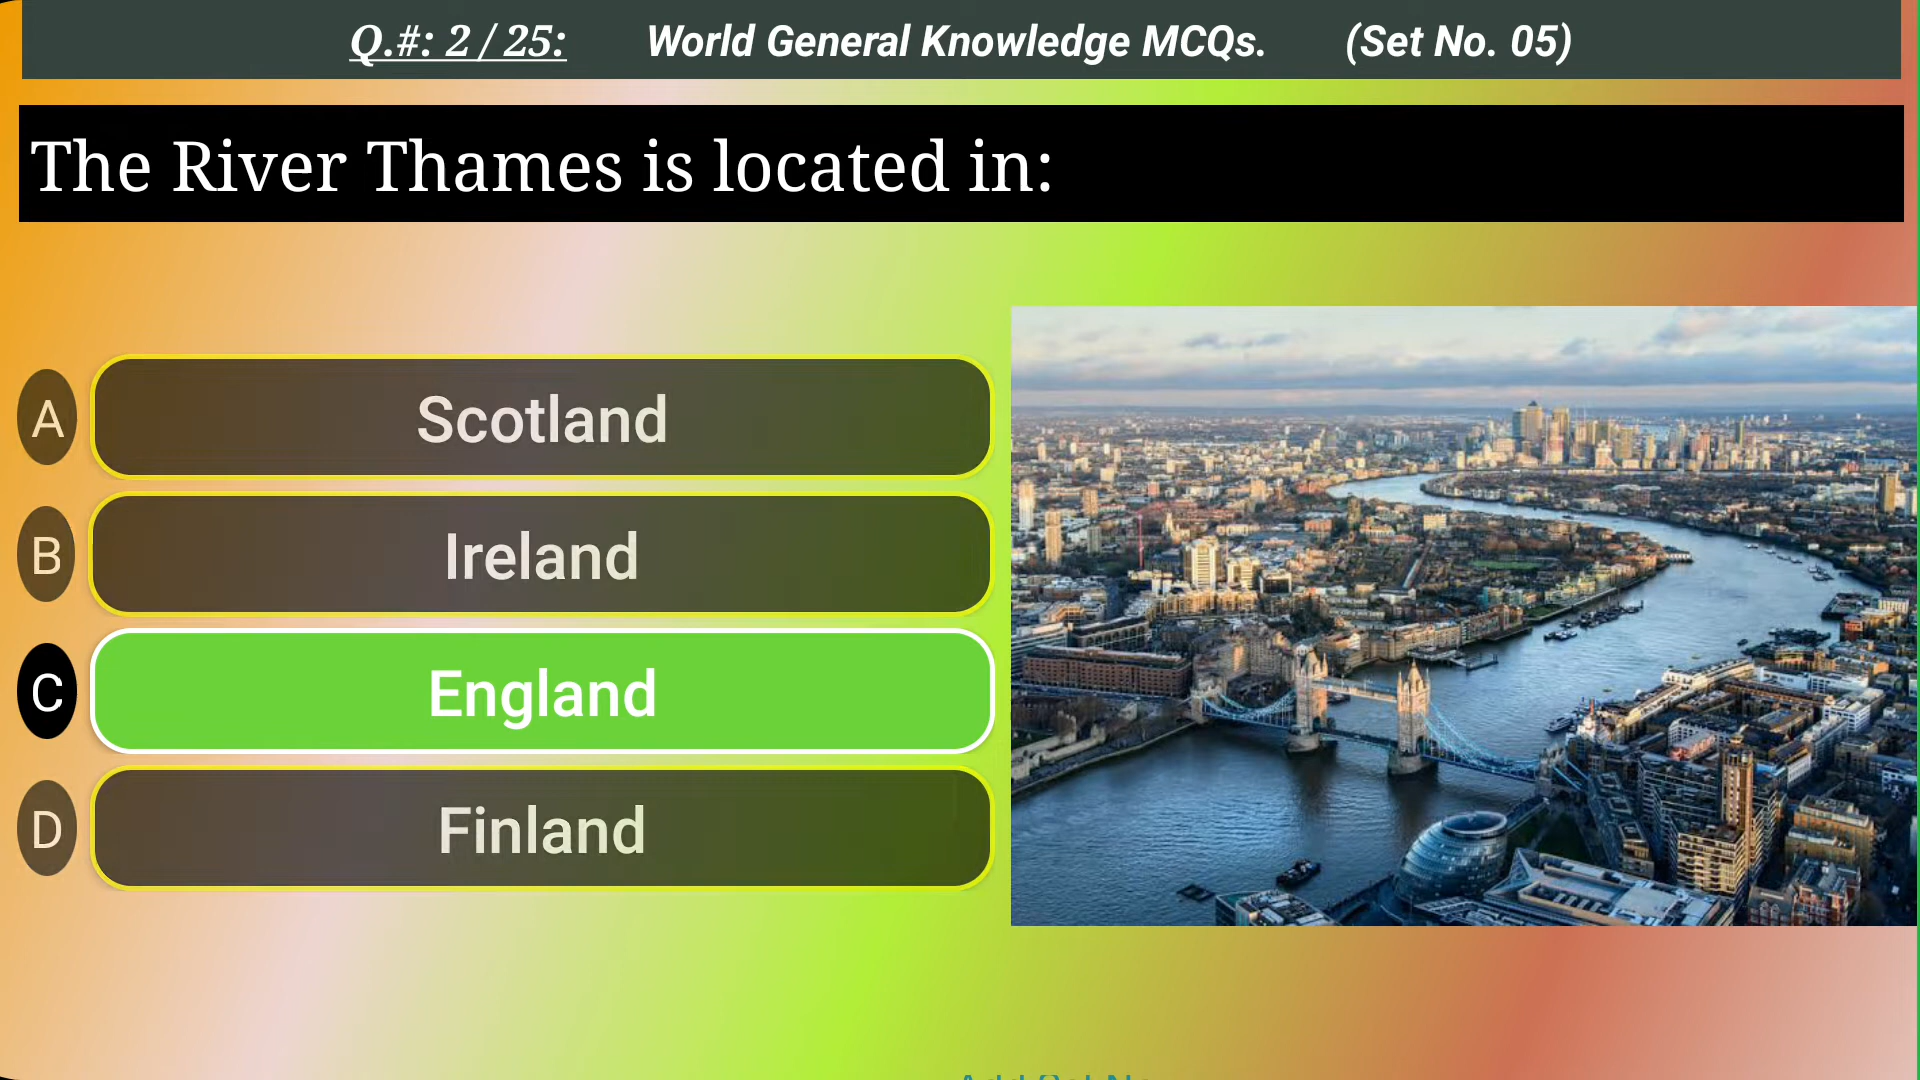 Q.#: 2 / 25: World General Knowledge MCQs. (Set No. 05)
The River Thames is located in:
A Scotland
B Ireland
C England
D Finland